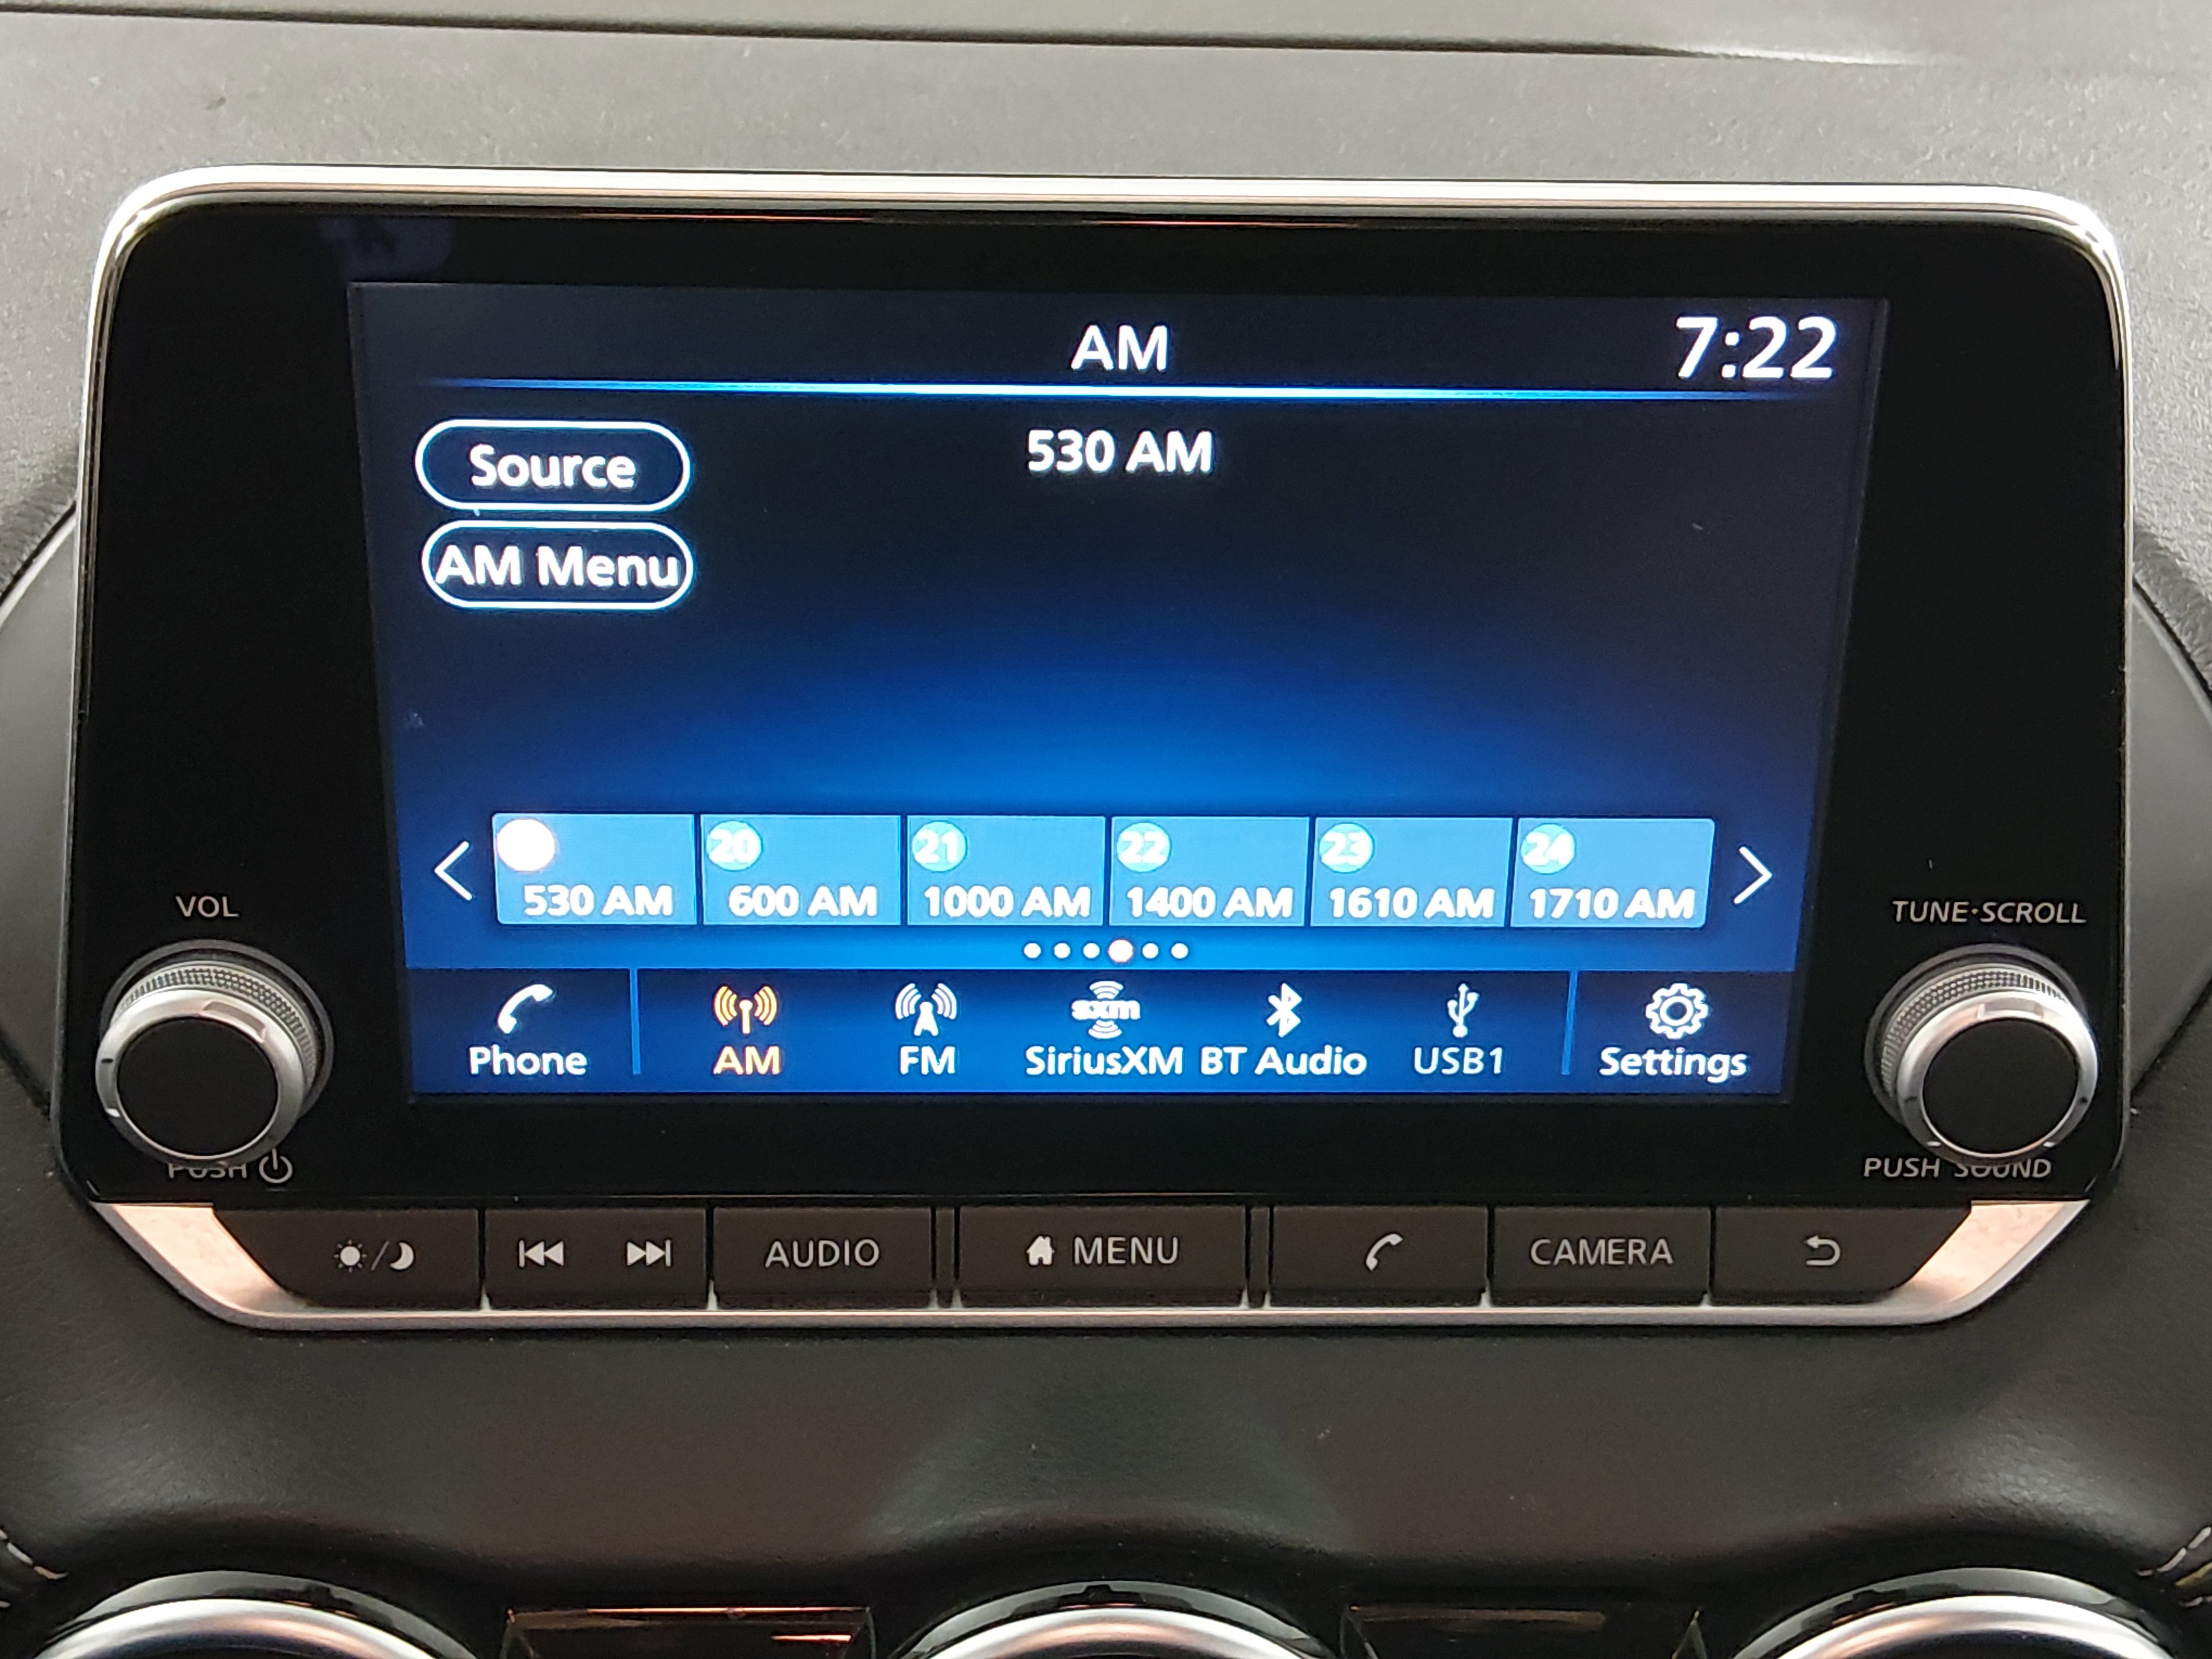 AM
7:22
530 AM
Source
AM Menu
20 21 22 23 24
530 AM 600 AM 1000 AM 1400 AM 1610 AM 1710 AM
VOL
TUNE·SCROLL
sxm
Phone AM FM SiriusXM BT Audio USB1 Settings
PUSH
PUSH SOUND
AUDIO MENU CAMERA